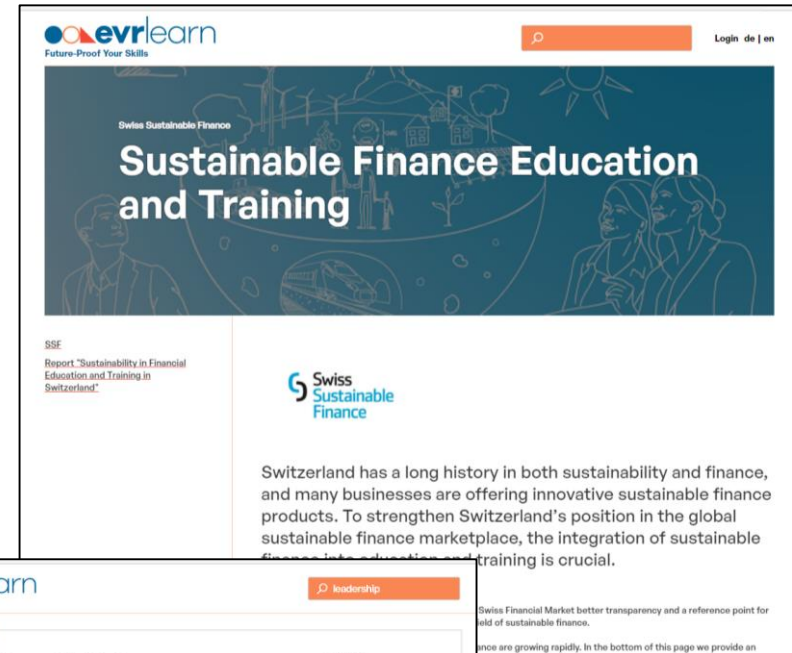 evrlearn
Future-Proof Your Skills
Login de | en
Swiss Sustainable Finance
Sustainable Finance Education
and Training
SSF
Report "Sustainability in Financial
Education and Training in
Switzerland"
Swiss
Sustainable
Finance
Switzerland has a long history in both sustainability and finance,
and many businesses are offering innovative sustainable finance
products. To strengthen Switzerland's position in the global
sustainable finance marketplace, the integration of sustainable
finance into education and training is crucial.
arn
leadership
Swiss Financial Market better transparency and a reference point for
ield of sustainable finance.
ance are growing rapidly. In the bottom of this page we provide an